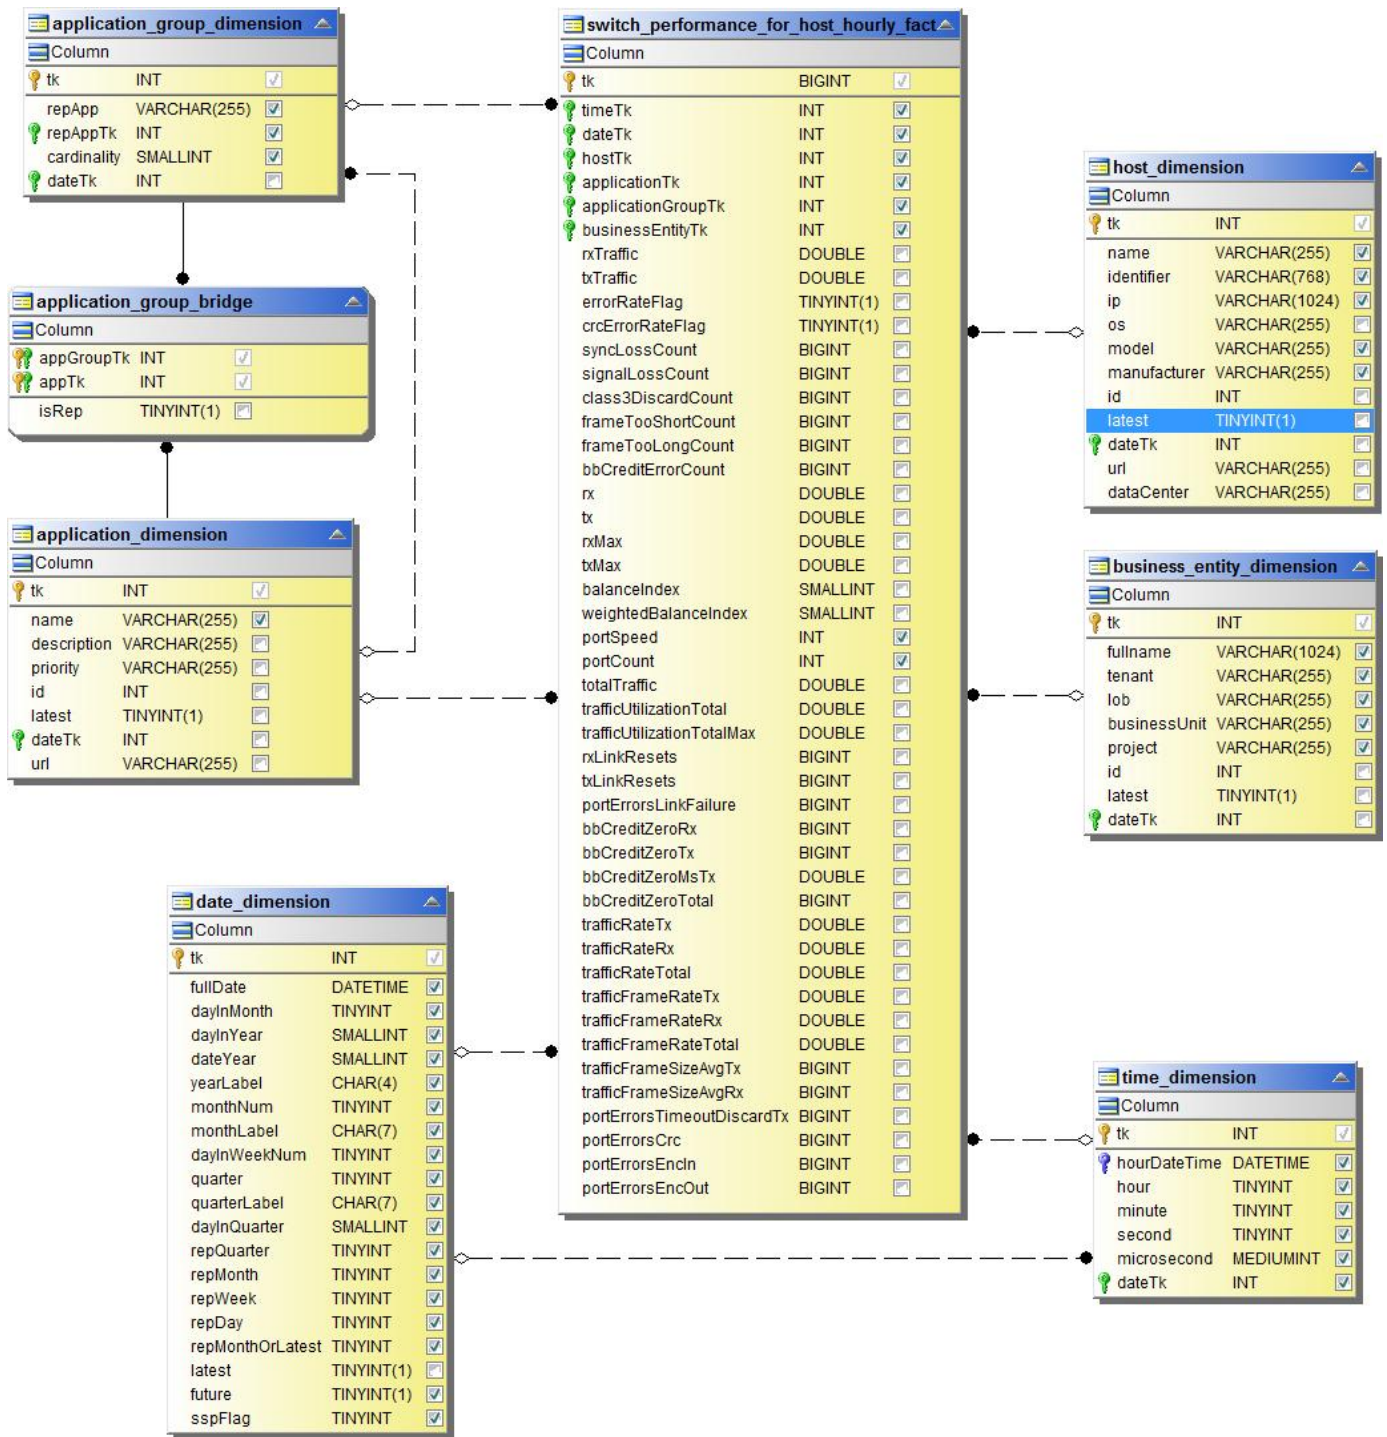 application_group_dimension
Column
tk INT
repApp VARCHAR(255)
repAppTk INT
cardinality SMALLINT
dateTk INT
application_group_bridge
Column
appGroupTk INT
appTk INT
isRep TINYINT(1)
application_dimension
Column
tk INT
name VARCHAR(255)
description VARCHAR(255)
priority VARCHAR(255)
id INT
latest TINYINT(1)
dateTk INT
url VARCHAR(255)
switch_performance_for_host_hourly_fact
Column
tk BIGINT
timeTk INT
dateTk INT
hostTk INT
applicationTk INT
applicationGroupTk INT
businessEntityTk INT
rxTraffic DOUBLE
txTraffic DOUBLE
errorRateFlag TINYINT(1)
crcErrorRateFlag TINYINT(1)
syncLossCount BIGINT
signalLossCount BIGINT
class3DiscardCount BIGINT
frameTooShortCount BIGINT
frameTooLongCount BIGINT
bbCreditErrorCount BIGINT
rx DOUBLE
tx DOUBLE
rxMax DOUBLE
txMax DOUBLE
balanceIndex SMALLINT
weightedBalanceIndex SMALLINT
portSpeed INT
portCount INT
totalTraffic DOUBLE
trafficUtilizationTotal DOUBLE
trafficUtilizationTotalMax DOUBLE
rxLinkResets BIGINT
txLinkResets BIGINT
portErrorsLinkFailure BIGINT
bbCreditZeroRx BIGINT
bbCreditZeroTx BIGINT
bbCreditZeroMsTx DOUBLE
bbCreditZeroTotal BIGINT
trafficRateTx DOUBLE
trafficRateRx DOUBLE
trafficRateTotal DOUBLE
trafficFrameRateTx DOUBLE
trafficFrameRateRx DOUBLE
trafficFrameRateTotal DOUBLE
trafficFrameSizeAvgTx BIGINT
trafficFrameSizeAvgRx BIGINT
portErrorsTimeoutDiscardTx BIGINT
portErrorsCrc BIGINT
portErrorsEncIn BIGINT
portErrorsEncOut BIGINT
host_dimension
Column
tk INT
name VARCHAR(255)
identifier VARCHAR(768)
ip VARCHAR(1024)
os VARCHAR(255)
model VARCHAR(255)
manufacturer VARCHAR(255)
id INT
latest TINYINT(1)
dateTk INT
url VARCHAR(255)
dataCenter VARCHAR(255)
business_entity_dimension
Column
tk INT
fullname VARCHAR(1024)
tenant VARCHAR(255)
lob VARCHAR(255)
businessUnit VARCHAR(255)
project VARCHAR(255)
id INT
latest TINYINT(1)
dateTk INT
date_dimension
Column
tk INT
fullDate DATETIME
dayInMonth TINYINT
dayInYear SMALLINT
dateYear SMALLINT
yearLabel CHAR(4)
monthNum TINYINT
monthLabel CHAR(7)
dayInWeekNum TINYINT
quarter TINYINT
quarterLabel CHAR(7)
dayInQuarter SMALLINT
repQuarter TINYINT
repMonth TINYINT
repWeek TINYINT
repDay TINYINT
repMonthOrLatest TINYINT
latest TINYINT(1)
future TINYINT(1)
sspFlag TINYINT
time_dimension
Column
tk INT
hourDateTime DATETIME
hour TINYINT
minute TINYINT
second TINYINT
microsecond MEDIUMINT
dateTk INT